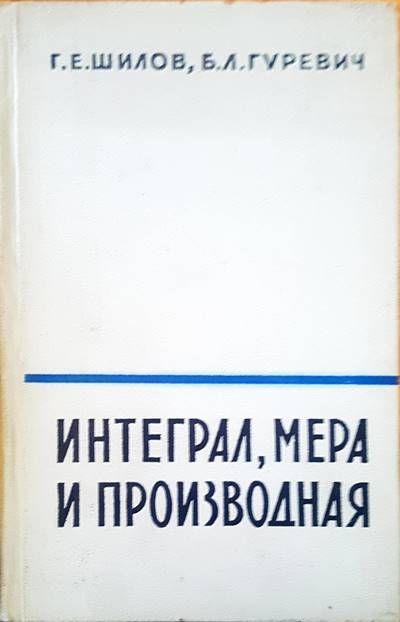 Г.Е.ШИЛОВ, Б.Л.ГУРЕВИЧ
ИНТЕГРАЛ, МЕРА
И ПРОИЗВОДНАЯ